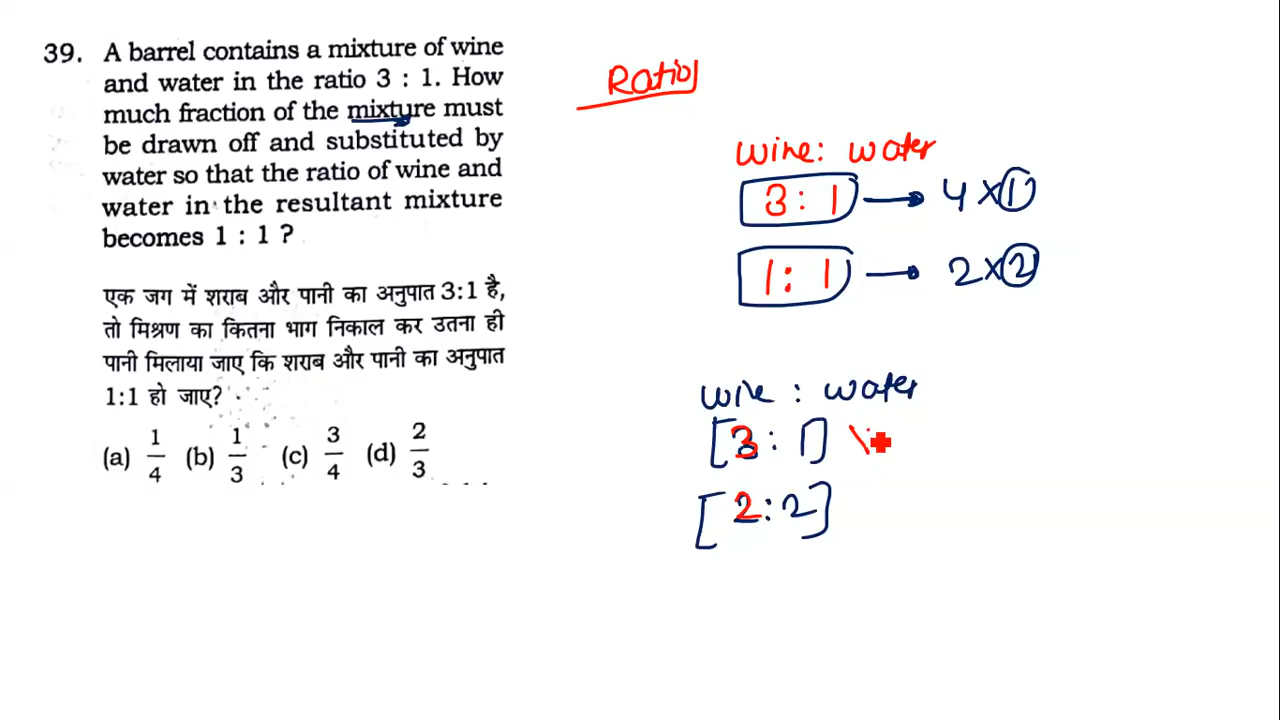 39. A barrel contains a mixture of wine
and water in the ratio 3 : 1. How
much fraction of the mixture must
be drawn off and substituted by
water so that the ratio of wine and
water in the resultant mixture
becomes 1 : 1 ?
एक जग में शराब और पानी का अनुपात 3:1 है,
तो मिश्रण का कितना भाग निकाल कर उतना ही
पानी मिलाया जाए कि शराब और पानी का अनुपात
1:1 हो जाए?
(a) 1/4 (b) 1/3 (c) 3/4 (d) 2/3
Ratio
wine: water
3 : 1 → 4×1
1 : 1 → 2×2
wine : water
[3 : 1]
[2 : 2]